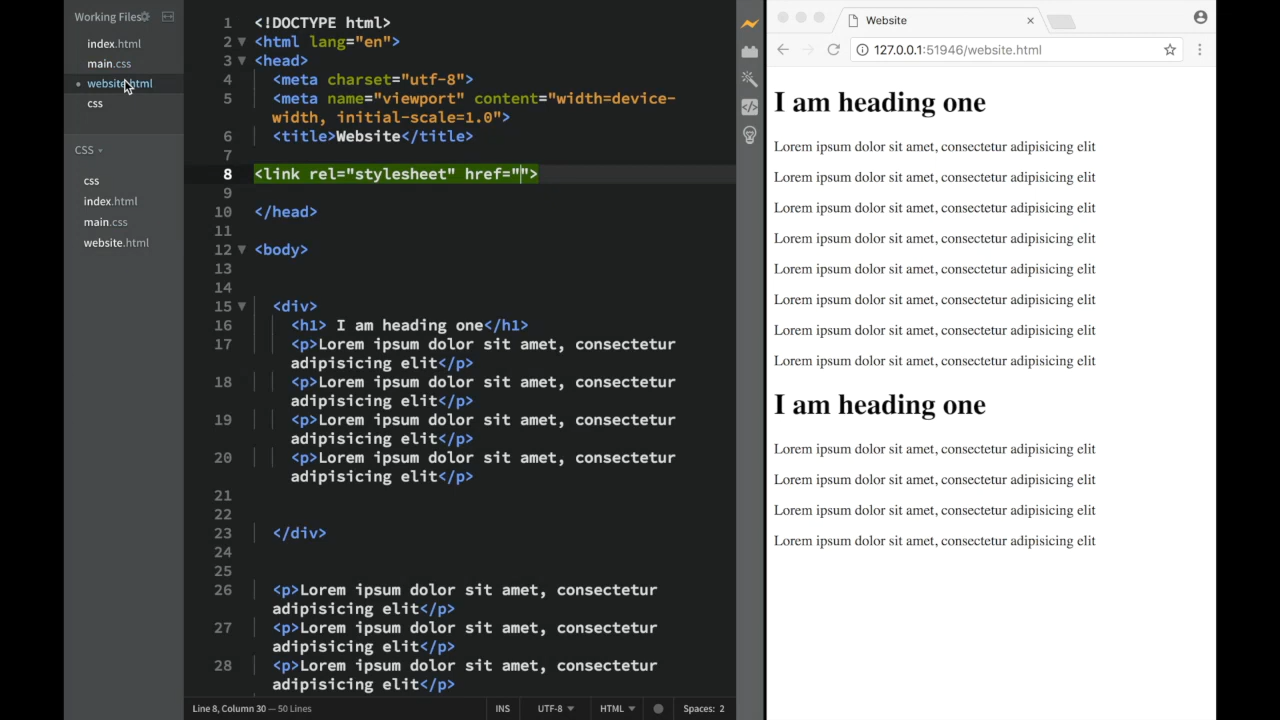 Working Files
index.html
main.css
website.html
css
CSS
css
index.html
main.css
website.html
1 <!DOCTYPE html>
2 <html lang="en">
3 <head>
4 <meta charset="utf-8">
5 <meta name="viewport" content="width=device-
width, initial-scale=1.0">
6 <title>Website</title>
7
8 <link rel="stylesheet" href="">
9
10 </head>
11
12 <body>
13
14
15 <div>
16 <h1> I am heading one</h1>
17 <p>Lorem ipsum dolor sit amet, consectetur
adipisicing elit</p>
18 <p>Lorem ipsum dolor sit amet, consectetur
adipisicing elit</p>
19 <p>Lorem ipsum dolor sit amet, consectetur
adipisicing elit</p>
20 <p>Lorem ipsum dolor sit amet, consectetur
adipisicing elit</p>
21
22
23 </div>
24
25
26 <p>Lorem ipsum dolor sit amet, consectetur
adipisicing elit</p>
27 <p>Lorem ipsum dolor sit amet, consectetur
adipisicing elit</p>
28 <p>Lorem ipsum dolor sit amet, consectetur
adipisicing elit</p>
Line 8, Column 30 — 50 Lines
INS
UTF-8
HTML
Spaces: 2
Website
127.0.0.1:51946/website.html
I am heading one
Lorem ipsum dolor sit amet, consectetur adipisicing elit
Lorem ipsum dolor sit amet, consectetur adipisicing elit
Lorem ipsum dolor sit amet, consectetur adipisicing elit
Lorem ipsum dolor sit amet, consectetur adipisicing elit
Lorem ipsum dolor sit amet, consectetur adipisicing elit
Lorem ipsum dolor sit amet, consectetur adipisicing elit
Lorem ipsum dolor sit amet, consectetur adipisicing elit
Lorem ipsum dolor sit amet, consectetur adipisicing elit
I am heading one
Lorem ipsum dolor sit amet, consectetur adipisicing elit
Lorem ipsum dolor sit amet, consectetur adipisicing elit
Lorem ipsum dolor sit amet, consectetur adipisicing elit
Lorem ipsum dolor sit amet, consectetur adipisicing elit